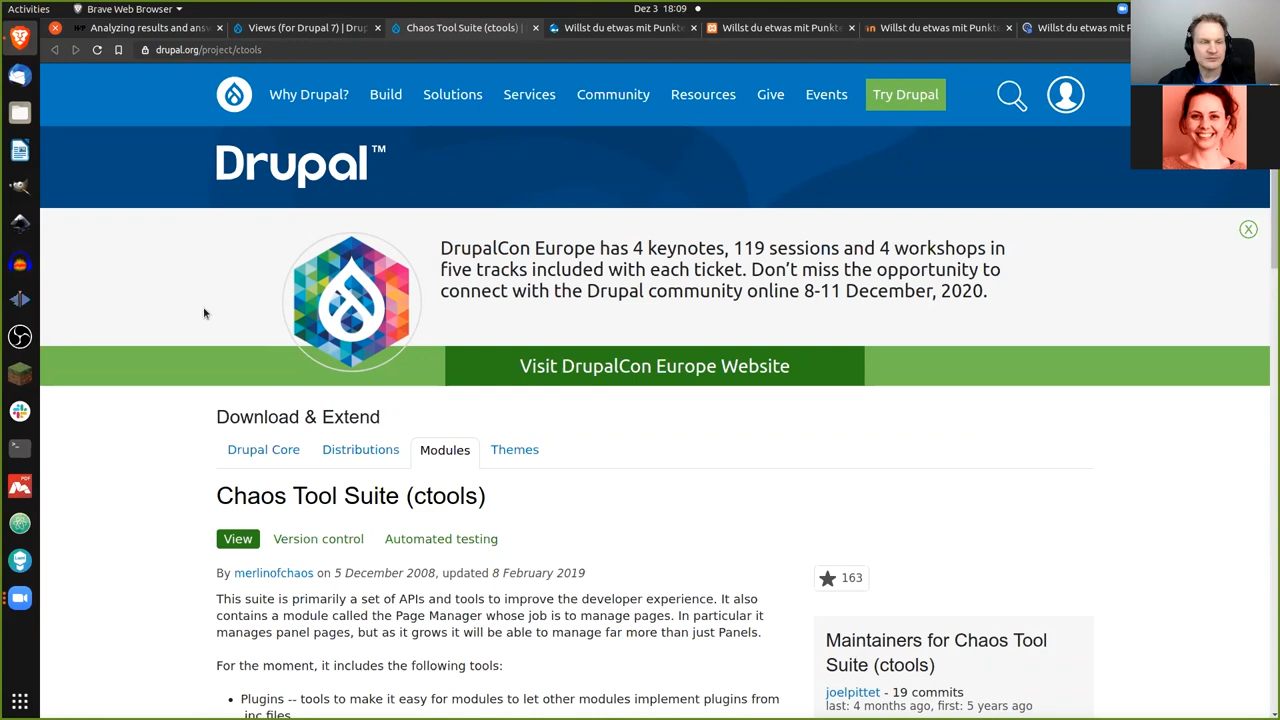 Activities
Brave Web Browser
Dez 3 18:09
Analyzing results and answ
Views (For Drupal 7) | Drup
Chaos Tool Suite (ctools) |
Willst du etwas mit Punkte
Willst du etwas mit Punkte
Willst du etwas mit Punkte
Willst du etwas mit Punkt
drupal.org/project/ctools
Why Drupal?
Build
Solutions
Services
Community
Resources
Give
Events
Try Drupal
Drupal™
DrupalCon Europe has 4 keynotes, 119 sessions and 4 workshops in
five tracks included with each ticket. Don’t miss the opportunity to
connect with the Drupal community online 8-11 December, 2020.
X
Visit DrupalCon Europe Website
Download & Extend
Drupal Core
Distributions
Modules
Themes
Chaos Tool Suite (ctools)
View
Version control
Automated testing
By merlinofchaos on 5 December 2008, updated 8 February 2019
163
This suite is primarily a set of APIs and tools to improve the developer experience. It also
contains a module called the Page Manager whose job is to manage pages. In particular it
manages panel pages, but as it grows it will be able to manage far more than just Panels.
For the moment, it includes the following tools:
• Plugins -- tools to make it easy for modules to let other modules implement plugins from
.inc files.
Maintainers for Chaos Tool
Suite (ctools)
joelpittet - 19 commits
last: 4 months ago, first: 5 years ago